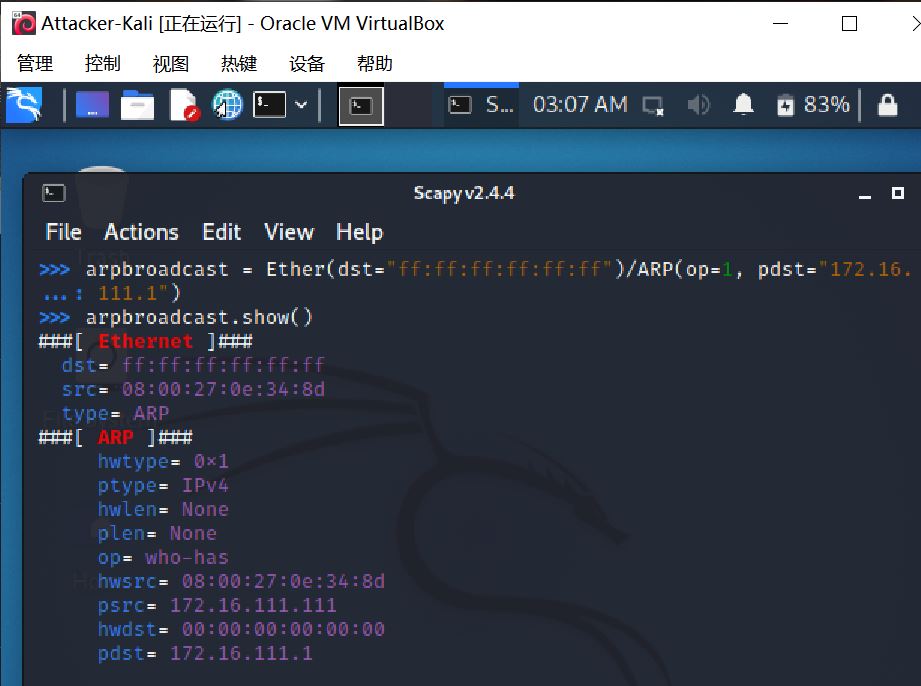 Attacker-Kali [正在运行] - Oracle VM VirtualBox
管理 控制 视图 热键 设备 帮助
S... 03:07 AM 83%
Scapy v2.4.4
File Actions Edit View Help
>>> arpbroadcast = Ether(dst="ff:ff:ff:ff:ff:ff")/ARP(op=1, pdst="172.16.
...: 111.1")
>>> arpbroadcast.show()
###[ Ethernet ]###
dst= ff:ff:ff:ff:ff:ff
src= 08:00:27:0e:34:8d
type= ARP
###[ ARP ]###
hwtype= 0×1
ptype= IPv4
hwlen= None
plen= None
op= who-has
hwsrc= 08:00:27:0e:34:8d
psrc= 172.16.111.111
hwdst= 00:00:00:00:00:00
pdst= 172.16.111.1